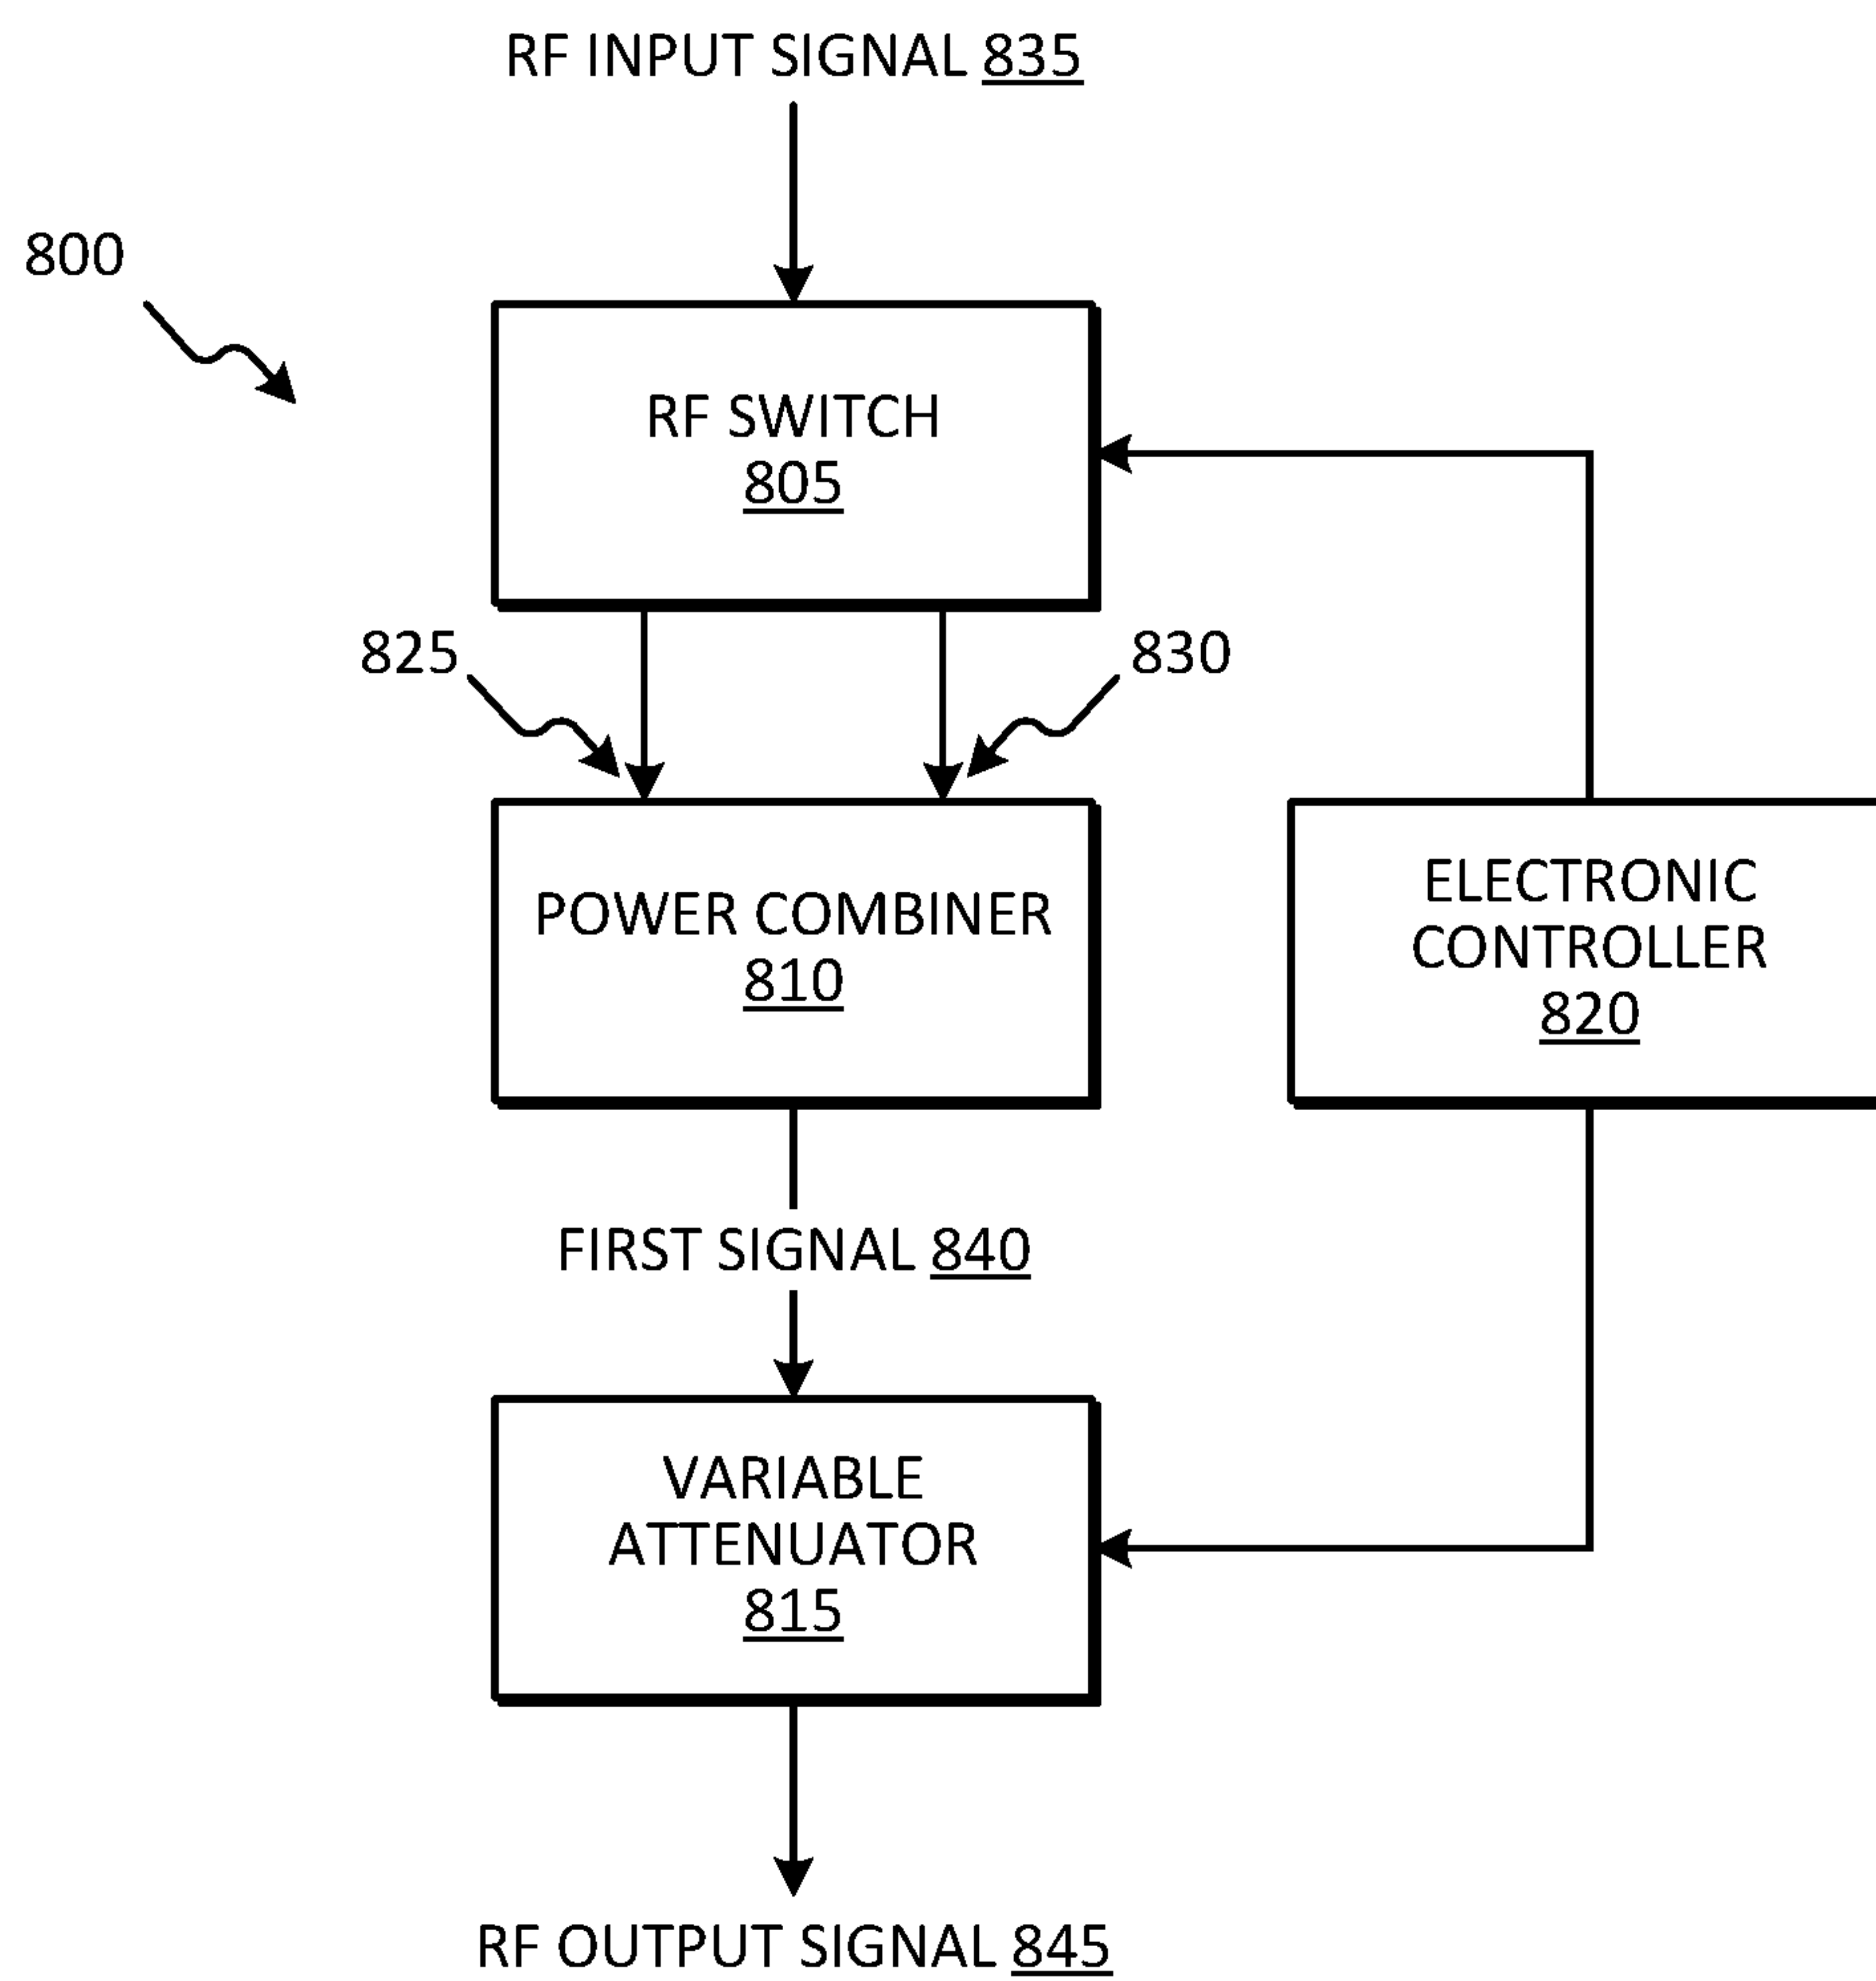 RF INPUT SIGNAL 835
800
RF SWITCH
805
825
830
POWER COMBINER
810
ELECTRONIC
CONTROLLER
820
FIRST SIGNAL 840
VARIABLE
ATTENUATOR
815
RF OUTPUT SIGNAL 845